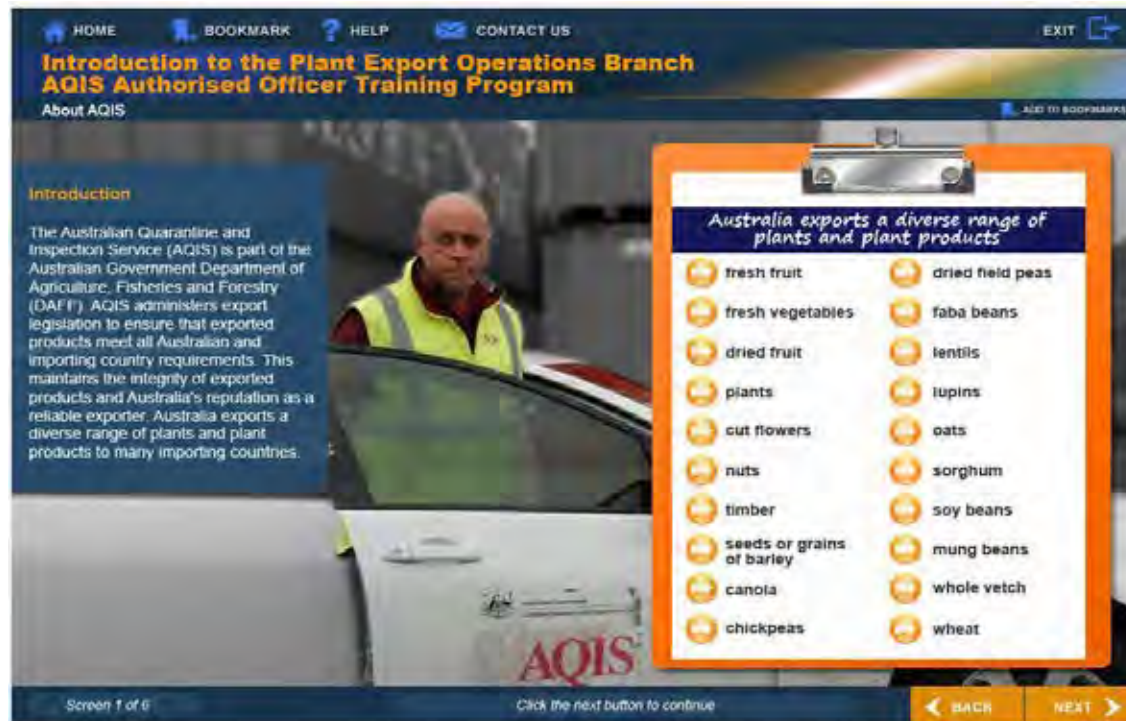 HOME
BOOKMARK
HELP
CONTACT US
EXIT
Introduction to the Plant Export Operations Branch
AQIS Authorised Officer Training Program
About AQIS
ADD TO BOOKMARKS
Introduction
The Australian Quarantine and
Inspection Service (AQIS) is part of the
Australian Government Department of
Agriculture, Fisheries and Forestry
(DAFF). AQIS administers export
legislation to ensure that exported
products meet all Australian and
importing country requirements. This
maintains the integrity of exported
products and Australia's reputation as a
reliable exporter. Australia exports a
diverse range of plants and plant
products to many importing countries.
Australia exports a diverse range of
plants and plant products
fresh fruit
fresh vegetables
dried fruit
plants
cut flowers
nuts
timber
seeds or grains
of barley
canola
chickpeas
dried field peas
faba beans
lentils
lupins
oats
sorghum
soy beans
mung beans
whole vetch
wheat
AQIS
Screen 1 of 6
Click the next button to continue
BACK
NEXT